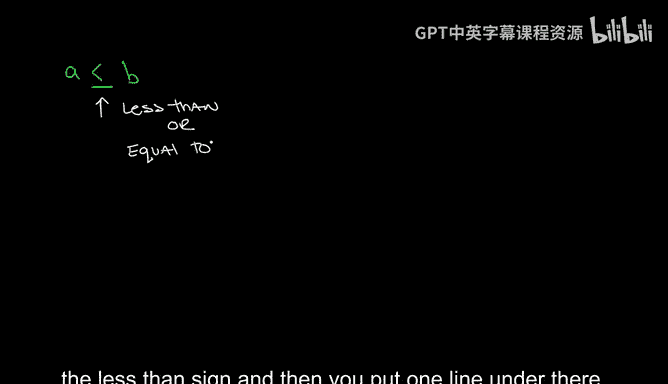 GPT中英字幕课程资源 bilibili
a ≤ b
↑ Less than
OR
Equal to
the less than sign and then you put one line under there